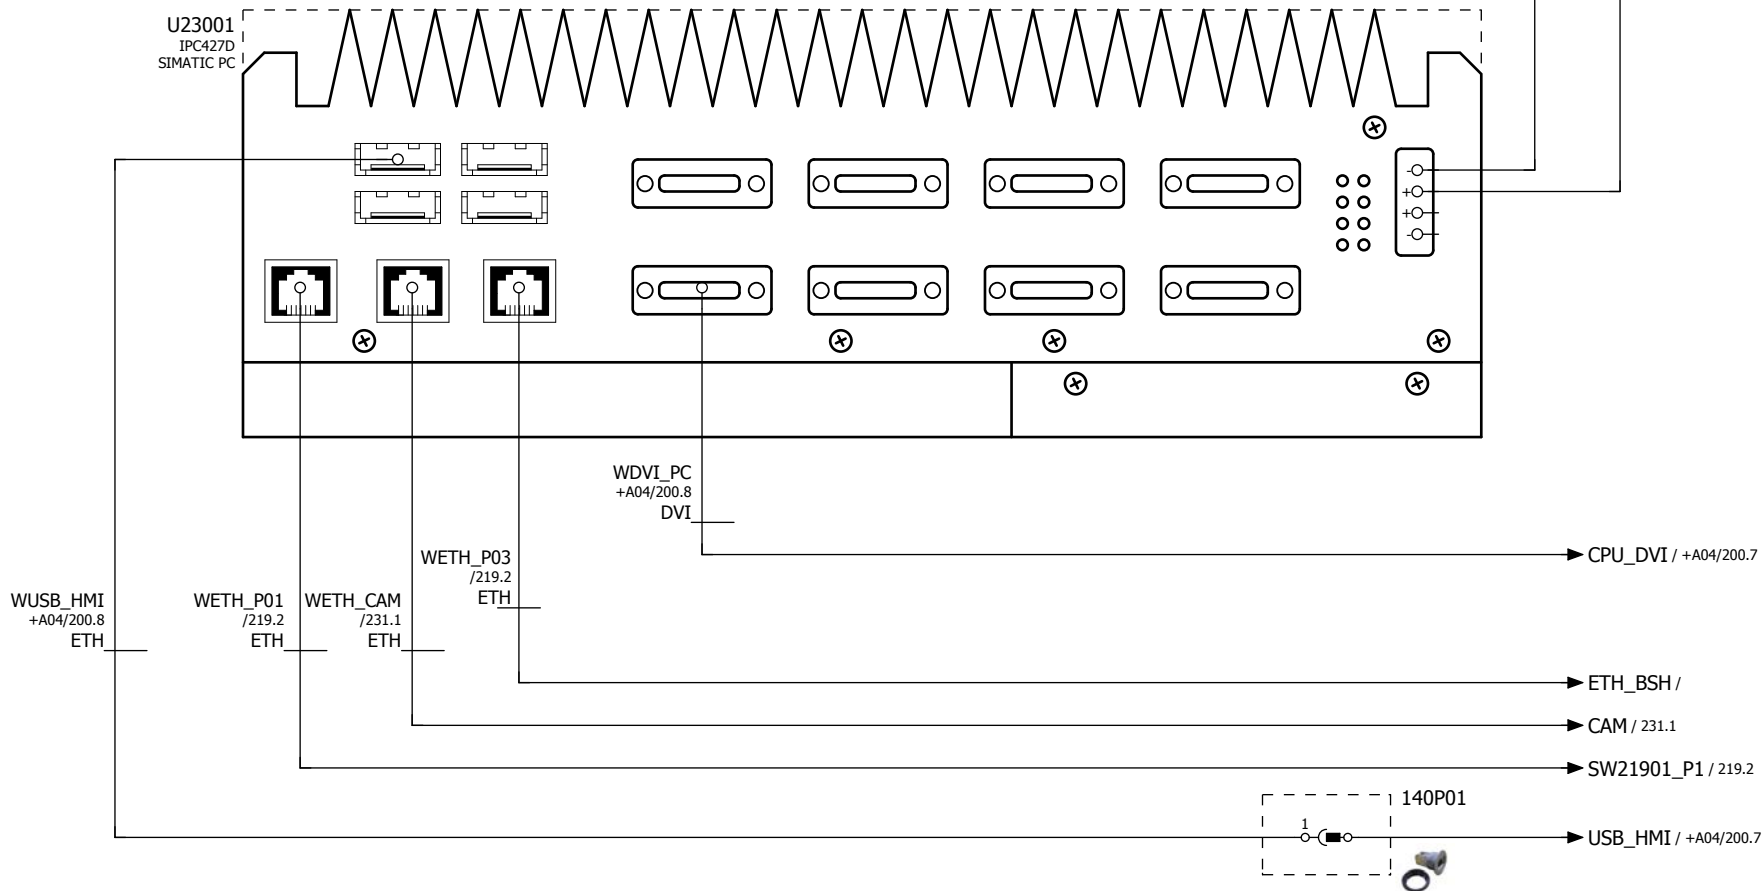 U23001
IPC427D
SIMATIC PC
-
+
+
-
WDVI_PC
+A04/200.8
DVI
CPU_DVI / +A04/200.7
WETH_P03
/219.2
ETH
WUSB_HMI
+A04/200.8
ETH
WETH_P01
/219.2
ETH
WETH_CAM
/231.1
ETH
ETH_BSH /
CAM / 231.1
SW21901_P1 / 219.2
140P01
1
USB_HMI / +A04/200.7